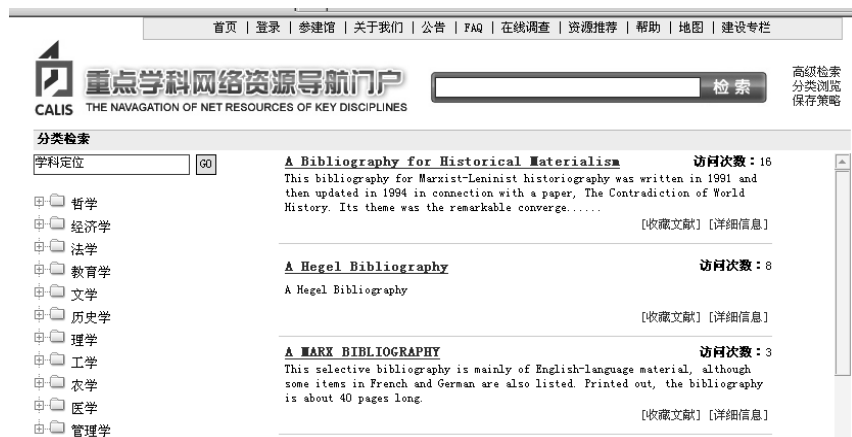 首页 | 登录 | 参建馆 | 关于我们 | 公告 | FAQ | 在线调查 | 资源推荐 | 帮助 | 地图 | 建设专栏
CALIS
重点学科网络资源导航门户
THE NAVAGATION OF NET RESOURCES OF KEY DISCIPLINES
检索
高级检索
分类浏览
保存策略
分类检索
学科定位 GO
哲学
经济学
法学
教育学
文学
历史学
理学
工学
农学
医学
管理学
A Bibliography for Historical Materialism 访问次数：16
This bibliography for Marxist-Leninist historiography was written in 1991 and
then updated in 1994 in connection with a paper, The Contradiction of World
History. Its theme was the remarkable converge......
[收藏文献] [详细信息]
A Hegel Bibliography 访问次数：8
A Hegel Bibliography
[收藏文献] [详细信息]
A MARX BIBLIOGRAPHY 访问次数：3
This selective bibliography is mainly of English-language material, although
some items in French and German are also listed. Printed out, the bibliography
is about 40 pages long.
[收藏文献] [详细信息]